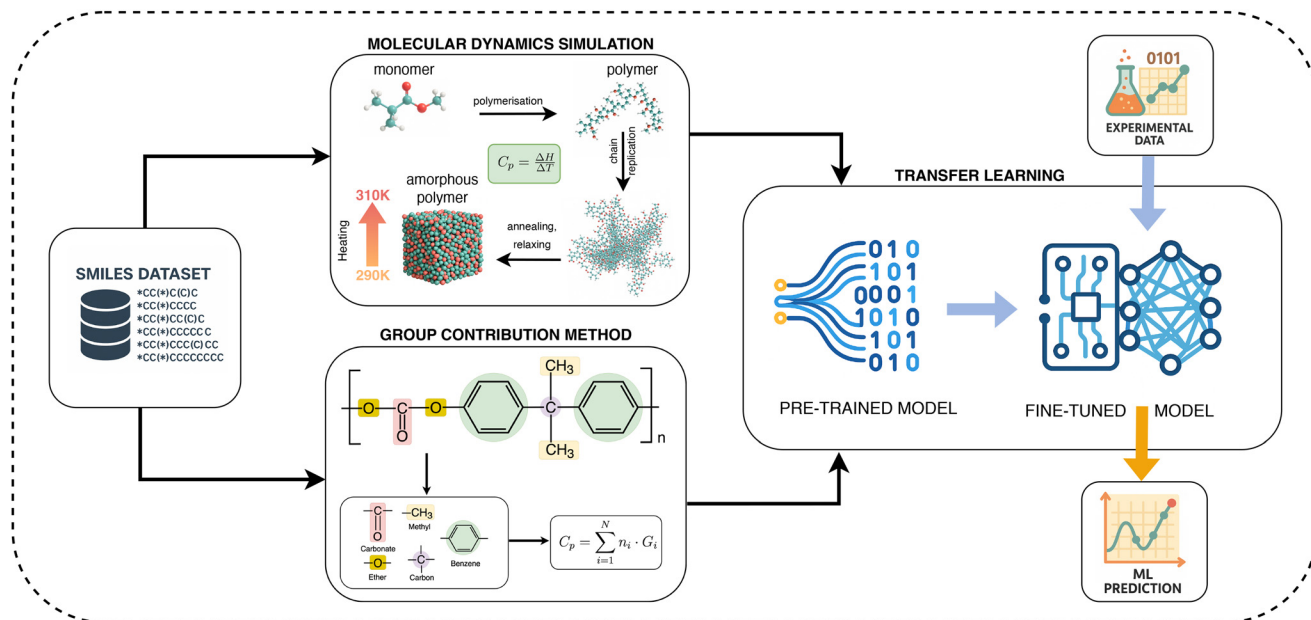 SMILES DATASET
*CC(*)C(C)C
*CC(*)CCCC
*CC(*)CC(C)C
*CC(*)CCCCC C
*CC(*)CCC(C)CC
*CC(*)CCCCCCCC
MOLECULAR DYNAMICS SIMULATION
monomer
polymerisation
polymer
chain
replication
C_p = ΔH/ΔT
310K
Heating
290K
amorphous
polymer
annealing,
relaxing
GROUP CONTRIBUTION METHOD
CH₃
O
C
O
C
O
CH₃
n
C
O
Carbonate
-CH₃
Methyl
Benzene
O
Ether
C
Carbon
C_p = \sum_{i=1}^{N} n_i · G_i
0101
EXPERIMENTAL
DATA
TRANSFER LEARNING
010
101
0001
1010
101
010
PRE-TRAINED MODEL
FINE-TUNED MODEL
ML
PREDICTION